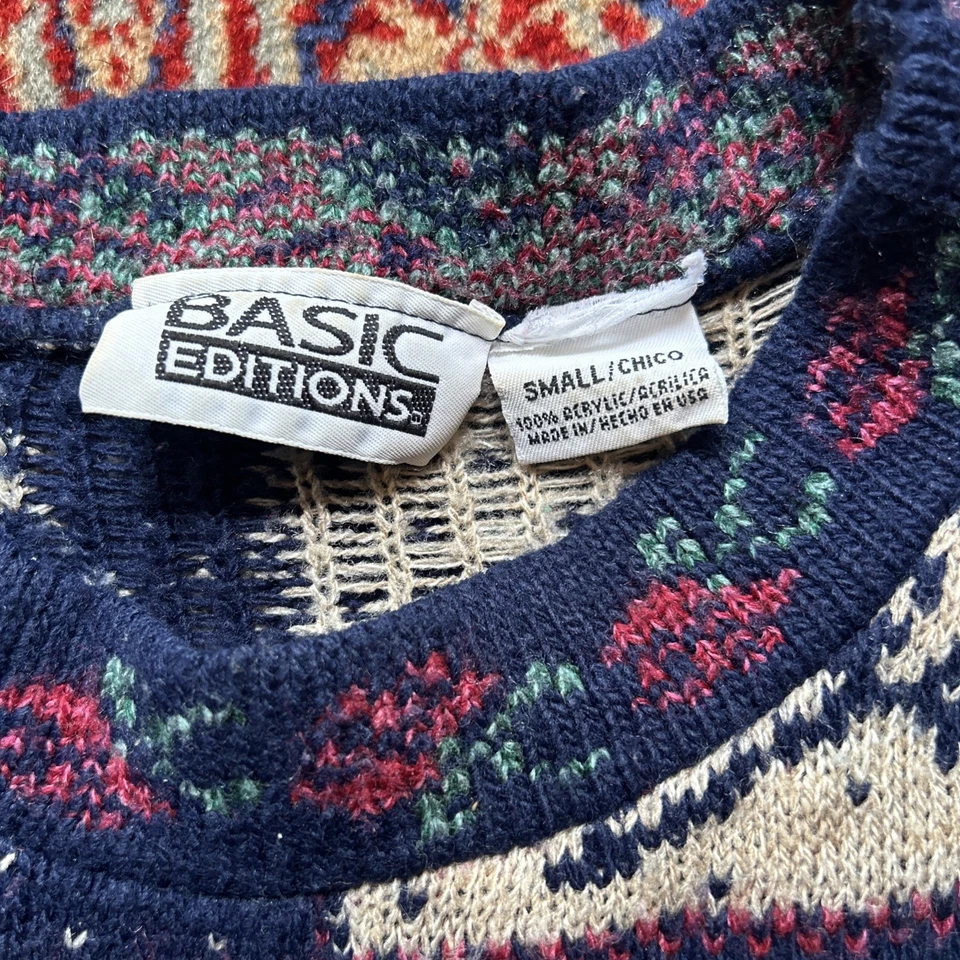 BASIC
EDITIONS.
SMALL/CHICO
100% ACRYLIC/ACRILICA
MADE IN/HECHO EN USA